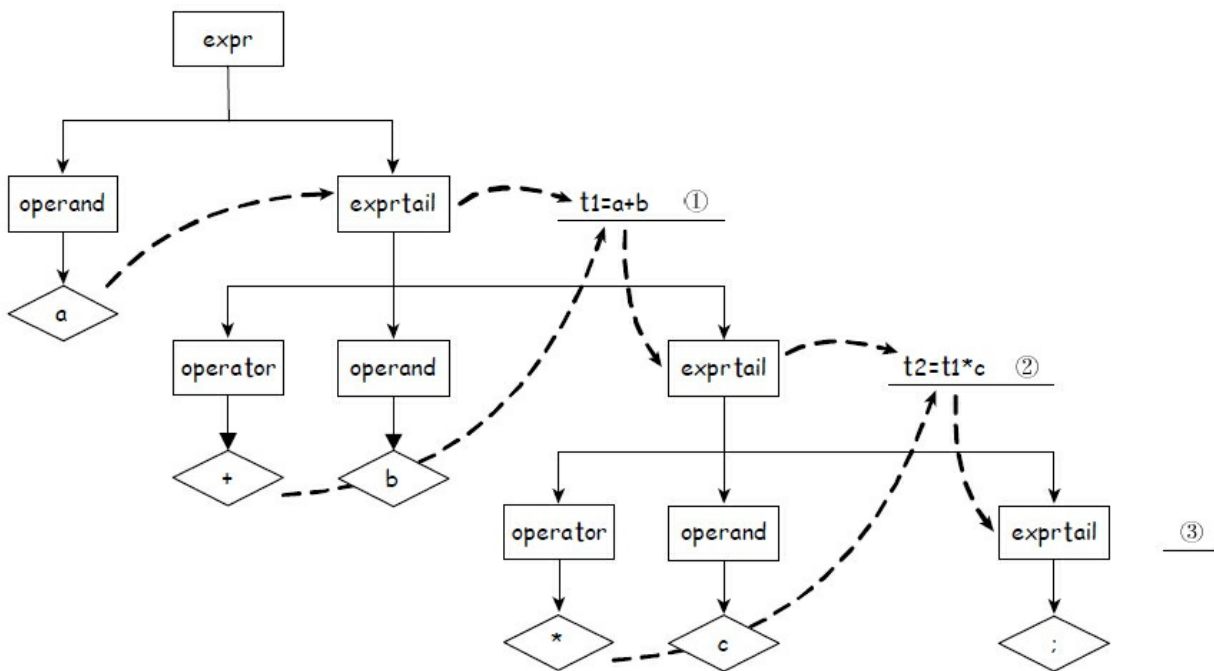 expr
operand
exprtail
t1=a+b ①
a
operator
operand
exprtail
t2=t1*c ②
+
b
operator
operand
exprtail
③
*
c
;